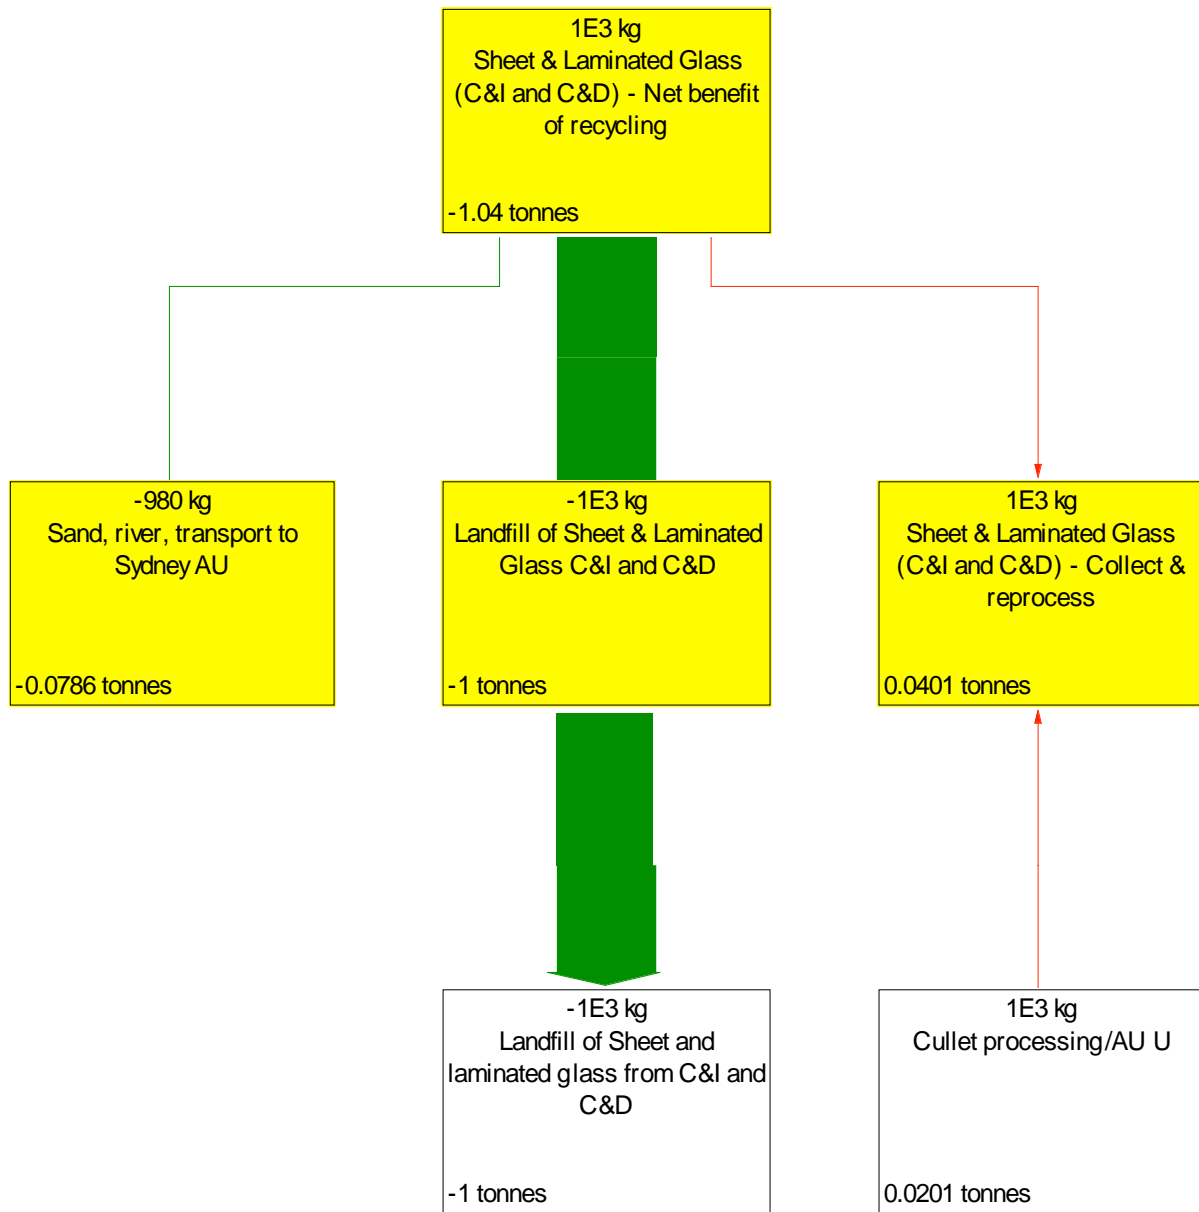 1E3 kg
Sheet & Laminated Glass
(C&I and C&D) - Net benefit
of recycling
-1.04 tonnes
-980 kg
Sand, river, transport to
Sydney AU
-0.0786 tonnes
-1E3 kg
Landfill of Sheet & Laminated
Glass C&I and C&D
-1 tonnes
1E3 kg
Sheet & Laminated Glass
(C&I and C&D) - Collect &
reprocess
0.0401 tonnes
-1E3 kg
Landfill of Sheet and
laminated glass from C&I and
C&D
-1 tonnes
1E3 kg
Cullet processing/AU U
0.0201 tonnes